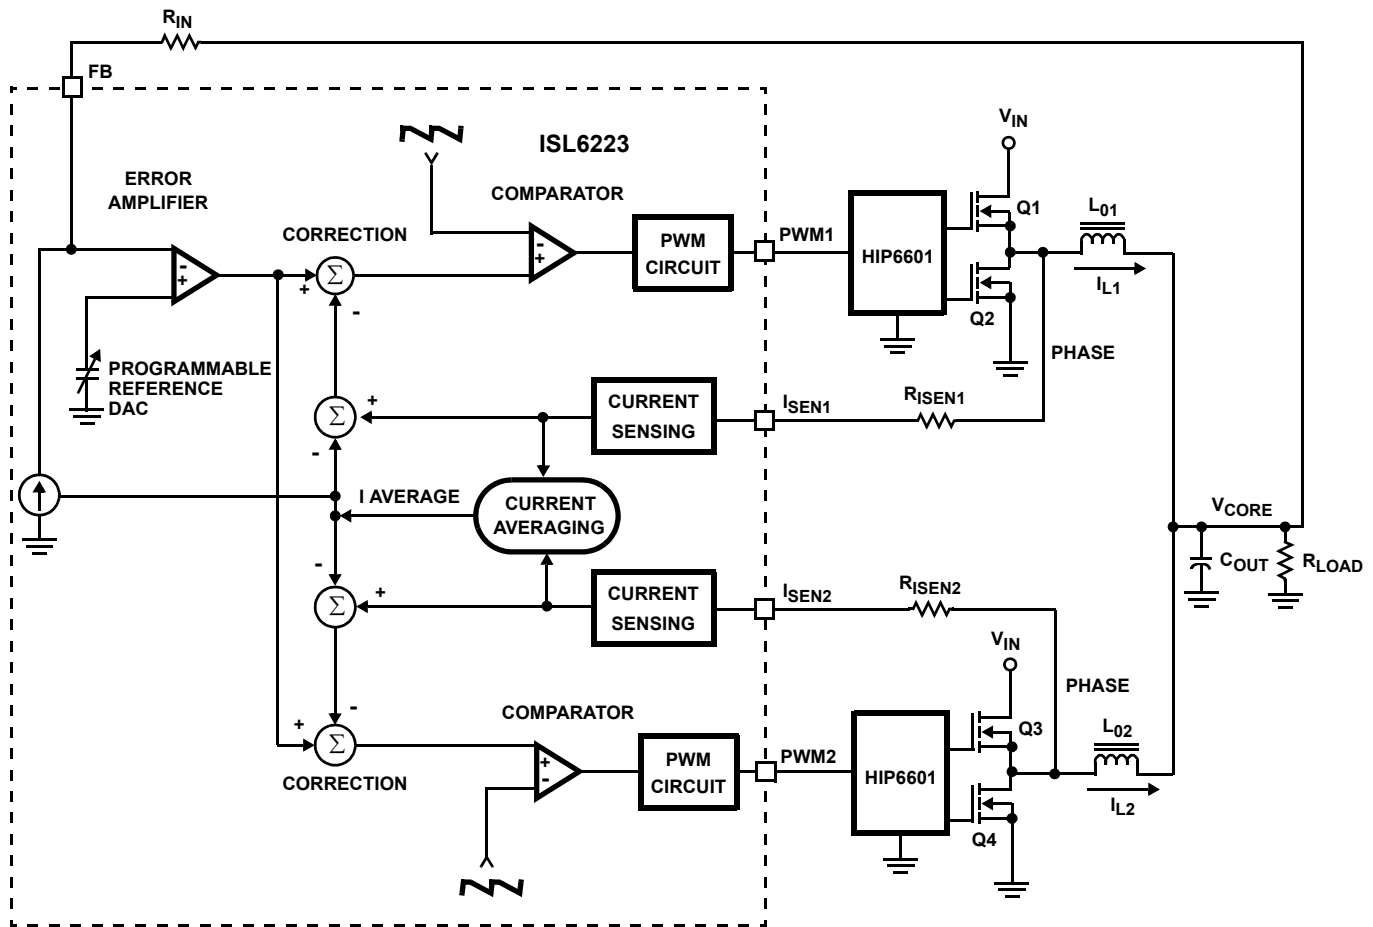 RIN
FB
ISL6223
VIN
ERROR
AMPLIFIER
COMPARATOR
Q1
L01
CORRECTION
PWM
CIRCUIT
PWM1
HIP6601
-
+
-
+
Σ
+
IL1
Q2
-
PHASE
PROGRAMMABLE
REFERENCE
DAC
+
CURRENT
SENSING
ISEN1
RISEN1
Σ
-
I AVERAGE
CURRENT
AVERAGING
VCORE
COUT
RLOAD
-
+
CURRENT
SENSING
ISEN2
RISEN2
Σ
VIN
PHASE
-
COMPARATOR
Q3
L02
+
Σ
+
-
PWM
CIRCUIT
PWM2
HIP6601
CORRECTION
IL2
Q4